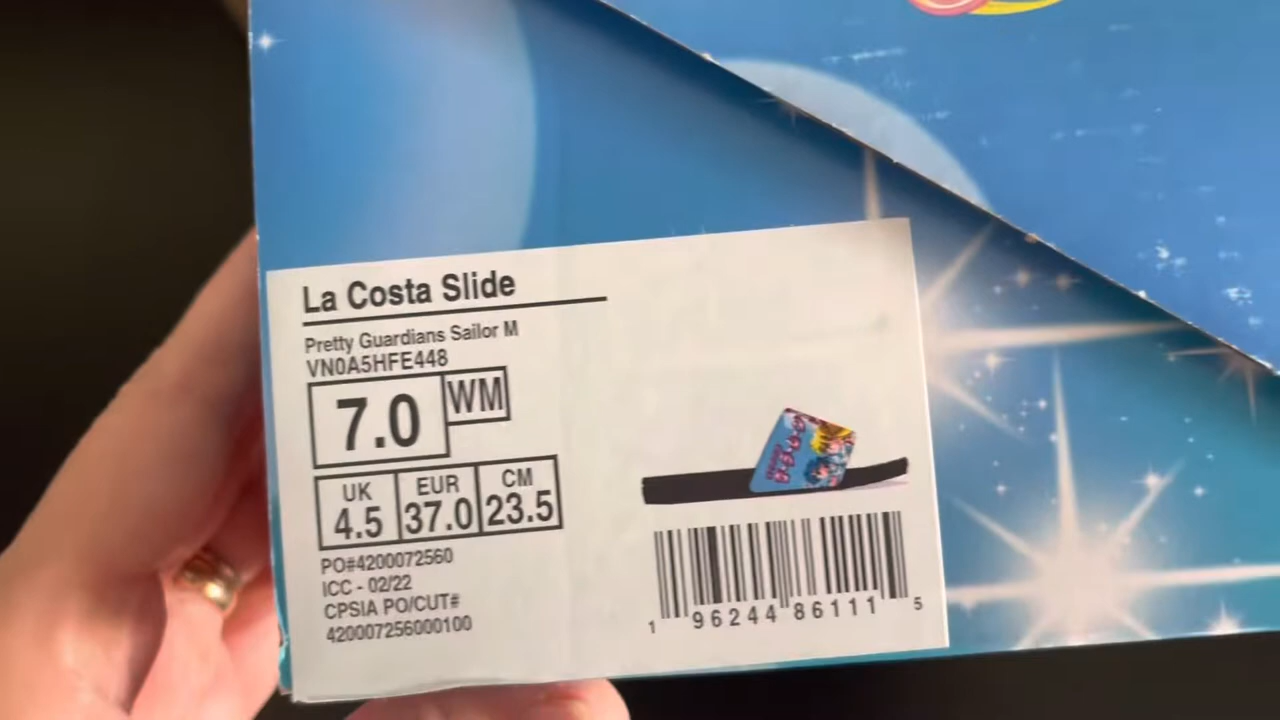 La Costa Slide
Pretty Guardians Sailor M
VN0A5HFE448
7.0 WM
UK EUR CM
4.5 37.0 23.5
PO#4200072560
ICC - 02/22
CPSIA PO/CUT#
420007256000100
1 96244 86111 5